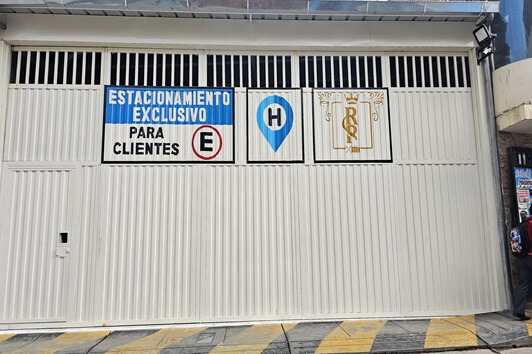 ESTACIONAMIENTO
EXCLUSIVO
PARA
CLIENTES
E
H